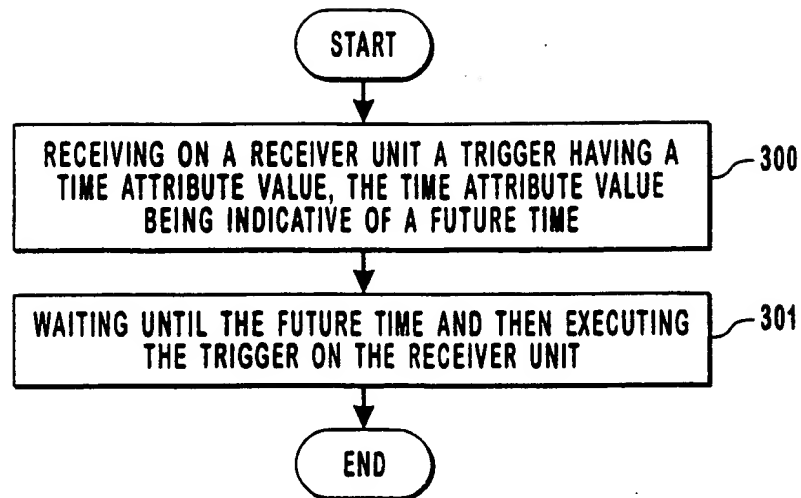 START
RECEIVING ON A RECEIVER UNIT A TRIGGER HAVING A
TIME ATTRIBUTE VALUE, THE TIME ATTRIBUTE VALUE
BEING INDICATIVE OF A FUTURE TIME
300
WAITING UNTIL THE FUTURE TIME AND THEN EXECUTING
THE TRIGGER ON THE RECEIVER UNIT
301
END